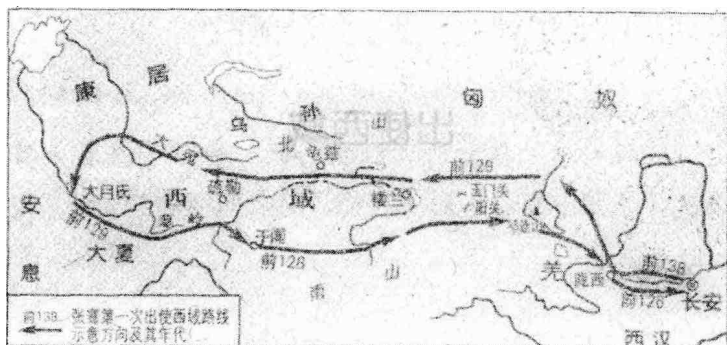 康居
乌孙
匈奴
北山
大宛
前129
玉门关
阳关
疏勒
楼兰
大月氏
西域
安息
前129
葱岭
大夏
于阗
前128
南山
羌
陇西
前138
前126
长安
西汉
前138 张骞第一次出使西域路线
示意方向及其年代